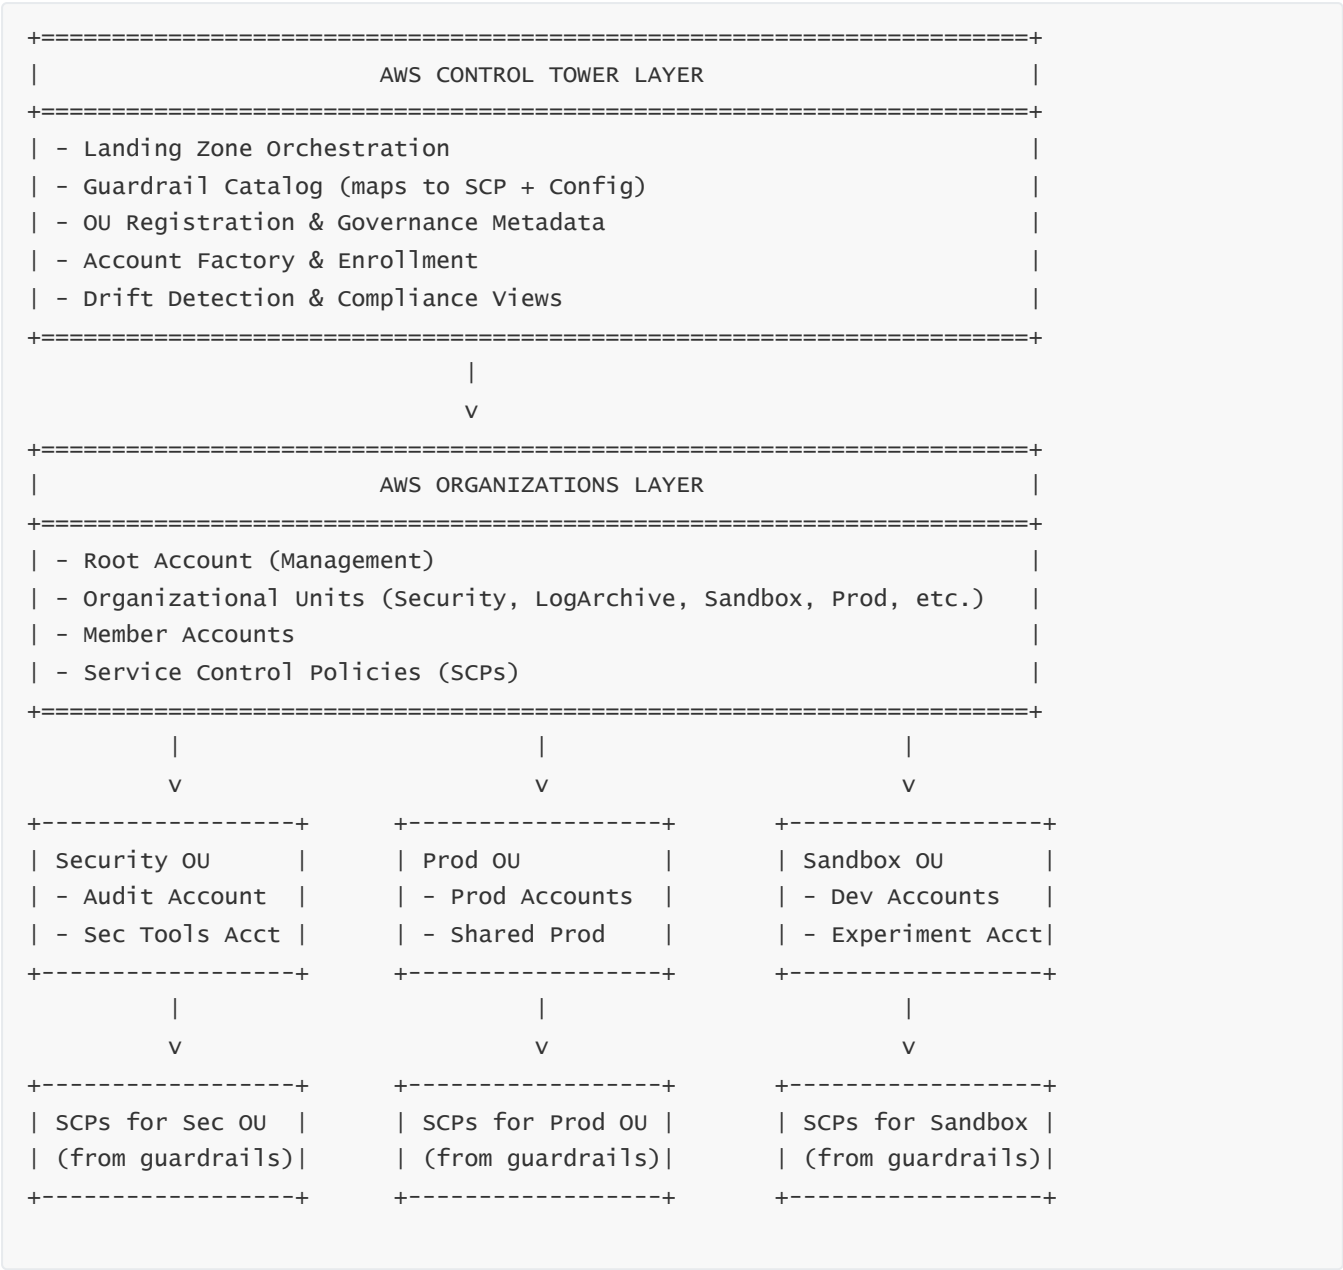 +======================================================================+
|                        AWS CONTROL TOWER LAYER                       |
+======================================================================+
| - Landing Zone Orchestration                                         |
| - Guardrail Catalog (maps to SCP + Config)                           |
| - OU Registration & Governance Metadata                              |
| - Account Factory & Enrollment                                       |
| - Drift Detection & Compliance Views                                 |
+======================================================================+
                               |
                               v
+======================================================================+
|                        AWS ORGANIZATIONS LAYER                       |
+======================================================================+
| - Root Account (Management)                                          |
| - Organizational Units (Security, LogArchive, Sandbox, Prod, etc.)   |
| - Member Accounts                                                    |
| - Service Control Policies (SCPs)                                    |
+======================================================================+
          |                         |                         |
          v                         v                         v
+------------------+      +------------------+       +------------------+
| Security OU      |      | Prod OU          |       | Sandbox OU       |
| - Audit Account  |      | - Prod Accounts  |       | - Dev Accounts   |
| - Sec Tools Acct |      | - Shared Prod    |       | - Experiment Acct|
+------------------+      +------------------+       +------------------+
          |                         |                         |
          v                         v                         v
+------------------+      +------------------+       +------------------+
| SCPs for Sec OU  |      | SCPs for Prod OU |       | SCPs for Sandbox |
| (from guardrails)|      | (from guardrails)|       | (from guardrails)|
+------------------+      +------------------+       +------------------+